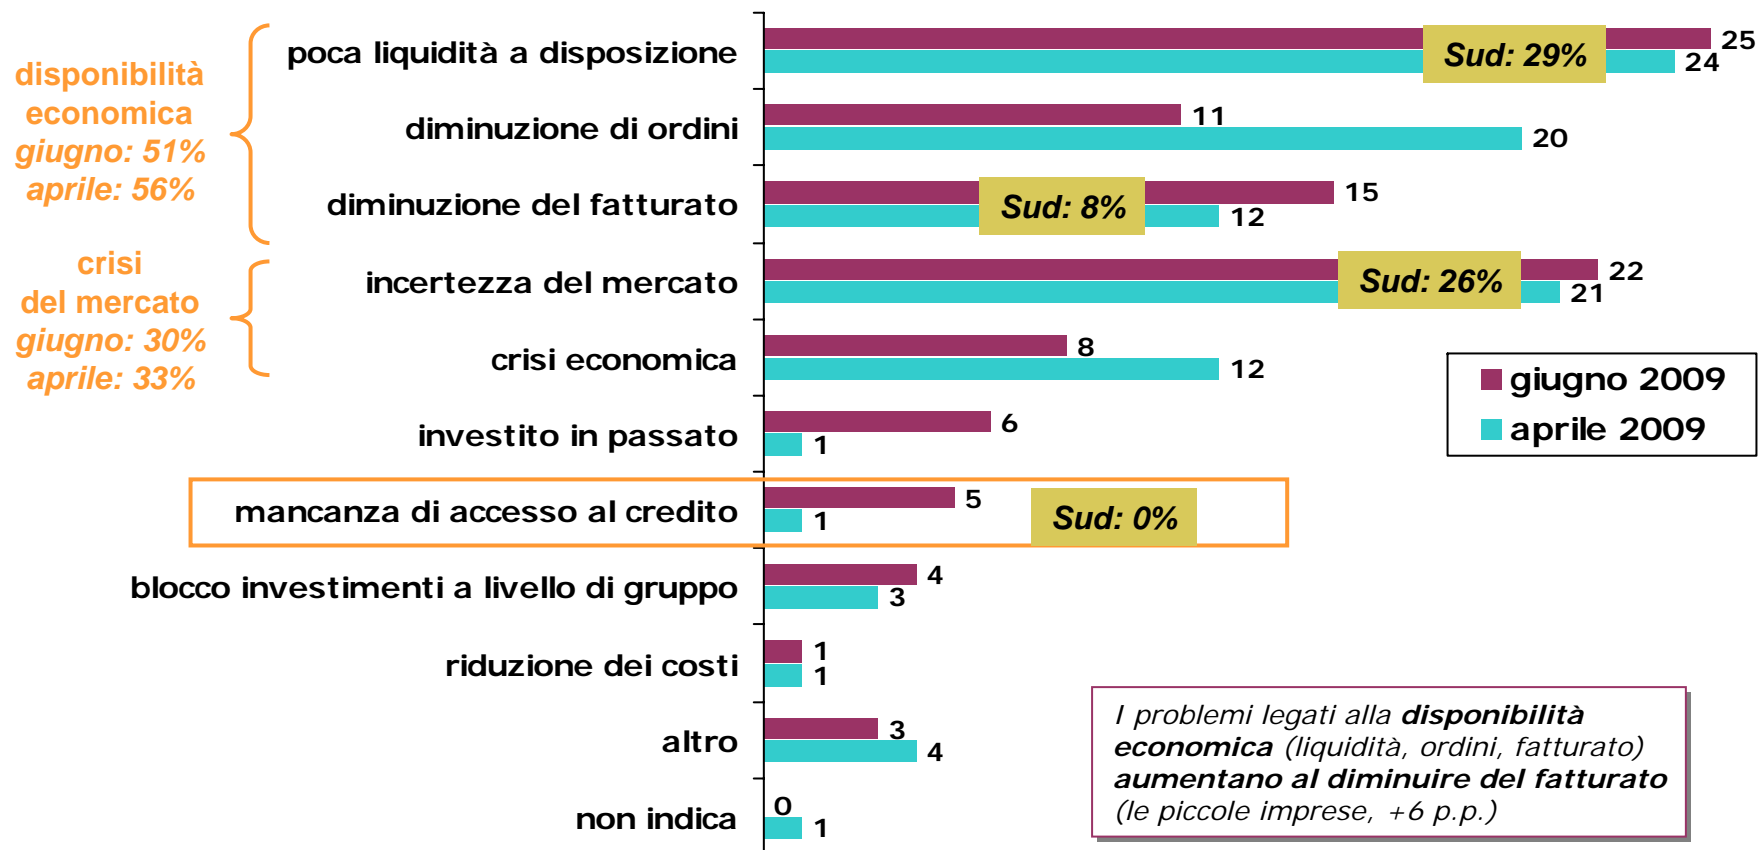 disponibilità
economica
giugno: 51%
aprile: 56%
crisi
del mercato
giugno: 30%
aprile: 33%
poca liquidità a disposizione
25
24
Sud: 29%
diminuzione di ordini
11
20
diminuzione del fatturato
15
12
Sud: 8%
incertezza del mercato
22
21
Sud: 26%
crisi economica
8
12
investito in passato
6
1
mancanza di accesso al credito
5
1
Sud: 0%
blocco investimenti a livello di gruppo
4
3
riduzione dei costi
1
1
altro
3
4
non indica
0
1
giugno 2009
aprile 2009
I problemi legati alla disponibilità
economica (liquidità, ordini, fatturato)
aumentano al diminuire del fatturato
(le piccole imprese, +6 p.p.)